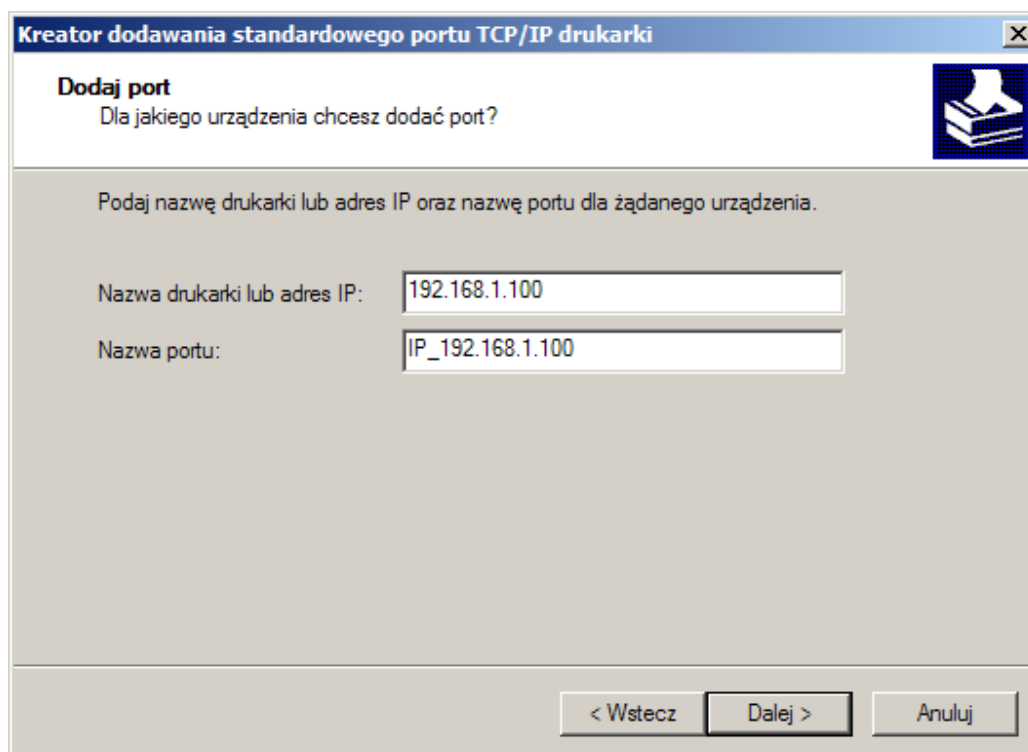 Kreator dodawania standardowego portu TCP/IP drukarki
Dodaj port
Dla jakiego urządzenia chcesz dodać port?
Podaj nazwę drukarki lub adres IP oraz nazwę portu dla żądanego urządzenia.
Nazwa drukarki lub adres IP: 192.168.1.100
Nazwa portu: IP_192.168.1.100
< Wstecz Dalej > Anuluj